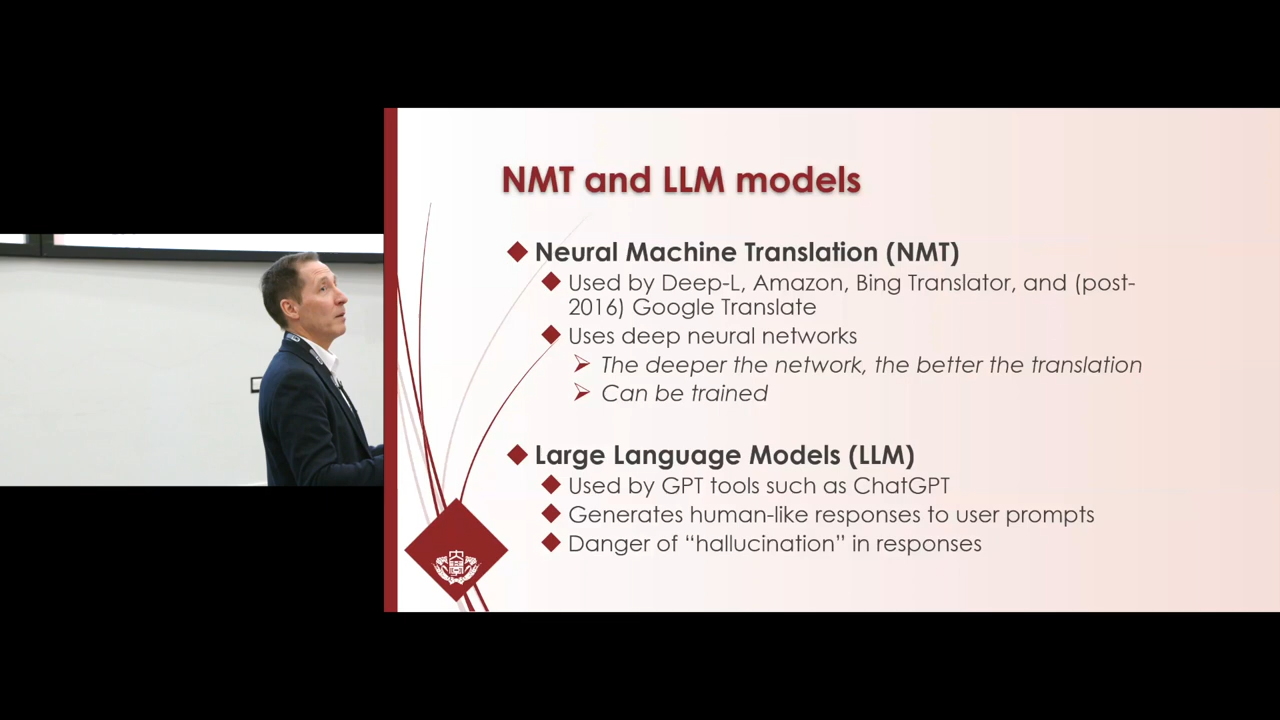 NMT and LLM models
Neural Machine Translation (NMT)
Used by Deep-L, Amazon, Bing Translator, and (post-
2016) Google Translate
Uses deep neural networks
The deeper the network, the better the translation
Can be trained
Large Language Models (LLM)
Used by GPT tools such as ChatGPT
Generates human-like responses to user prompts
Danger of “hallucination” in responses